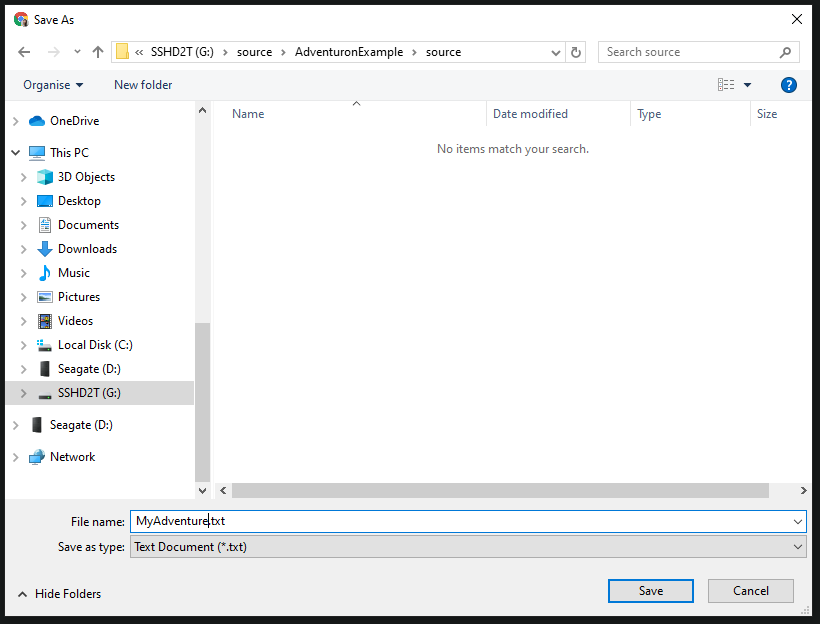 Save As
« SSHD2T (G:) › source › AdventuronExample › source
Search source
Organise
New folder
?
Name
Date modified
Type
Size
No items match your search.
OneDrive
This PC
3D Objects
Desktop
Documents
Downloads
Music
Pictures
Videos
Local Disk (C:)
Seagate (D:)
SSHD2T (G:)
Seagate (D:)
Network
File name: MyAdventure.txt
Save as type: Text Document (*.txt)
Hide Folders
Save
Cancel